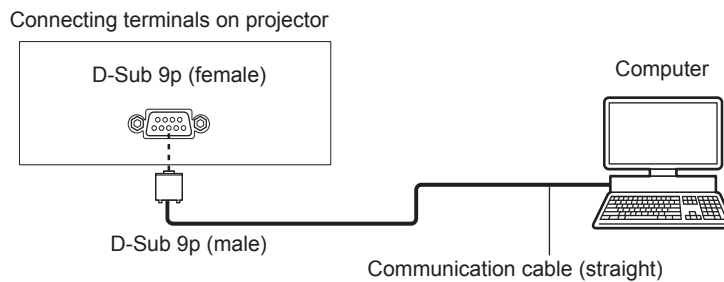 Connecting terminals on projector
D-Sub 9p (female)
Computer
D-Sub 9p (male)
Communication cable (straight)